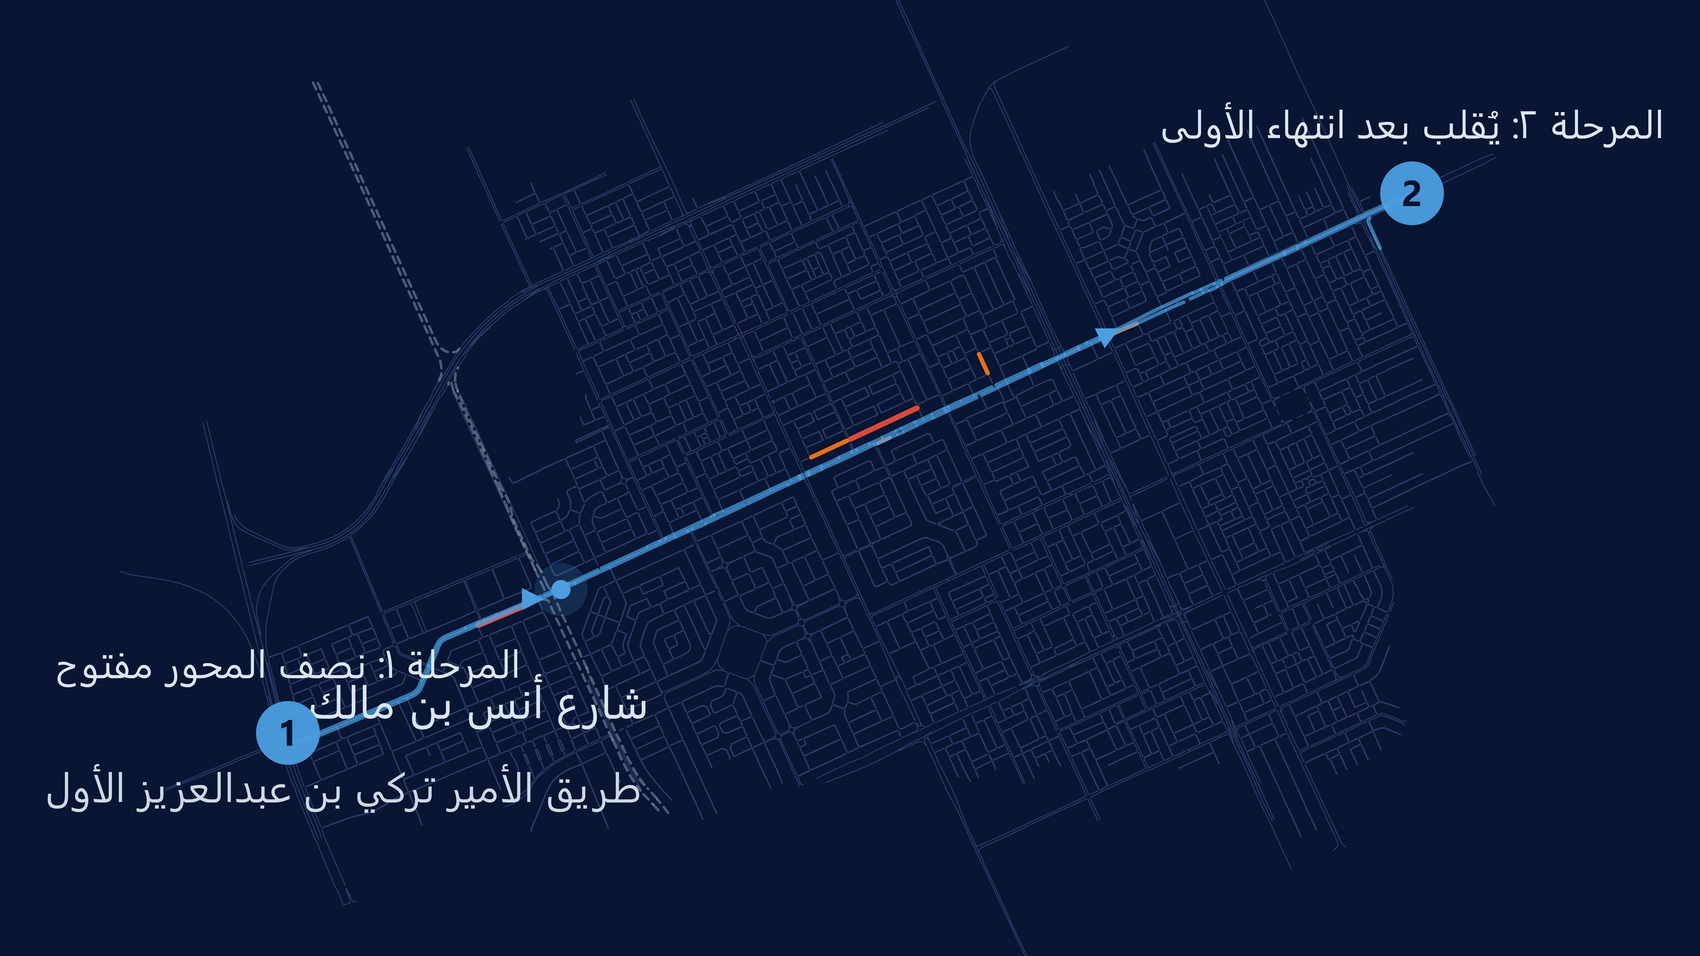 المرحلة ٢: يُقلب بعد انتهاء الأولى
2
المرحلة ١: نصف المحور مفتوح
شارع أنس بن مالك
1
طريق الأمير تركي بن عبدالعزيز الأول